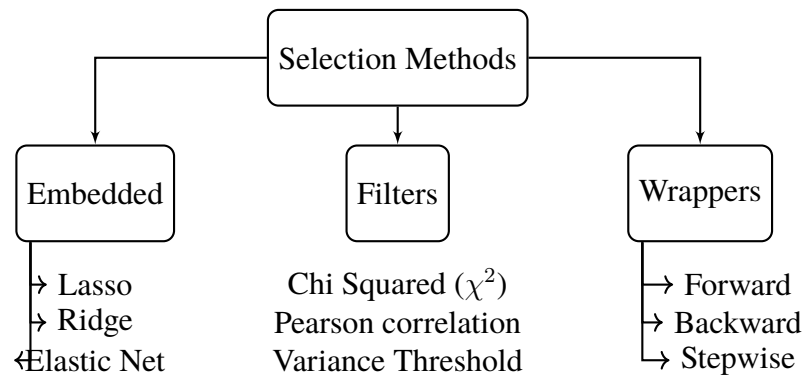 Selection Methods
Embedded
Filters
Wrappers
Lasso
Ridge
Elastic Net
Chi Squared (χ²)
Pearson correlation
Variance Threshold
Forward
Backward
Stepwise